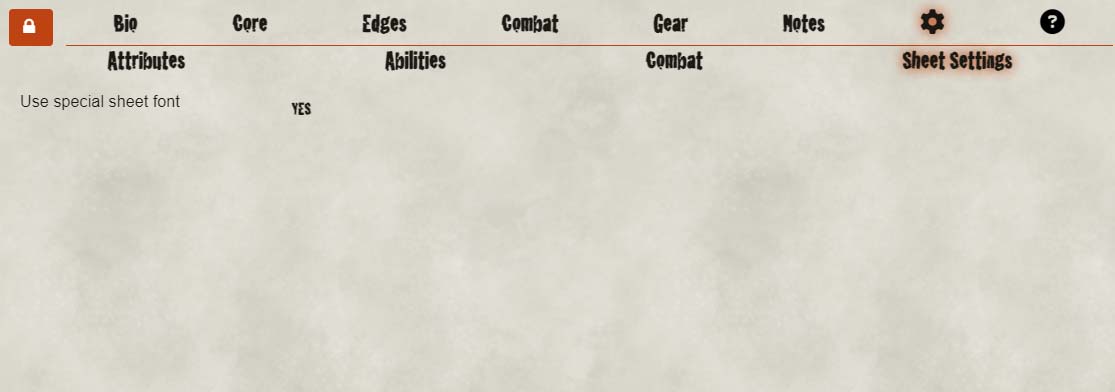 Bio Core Edges Combat Gear Notes ?
Attributes Abilities Combat Sheet Settings
Use special sheet font YES